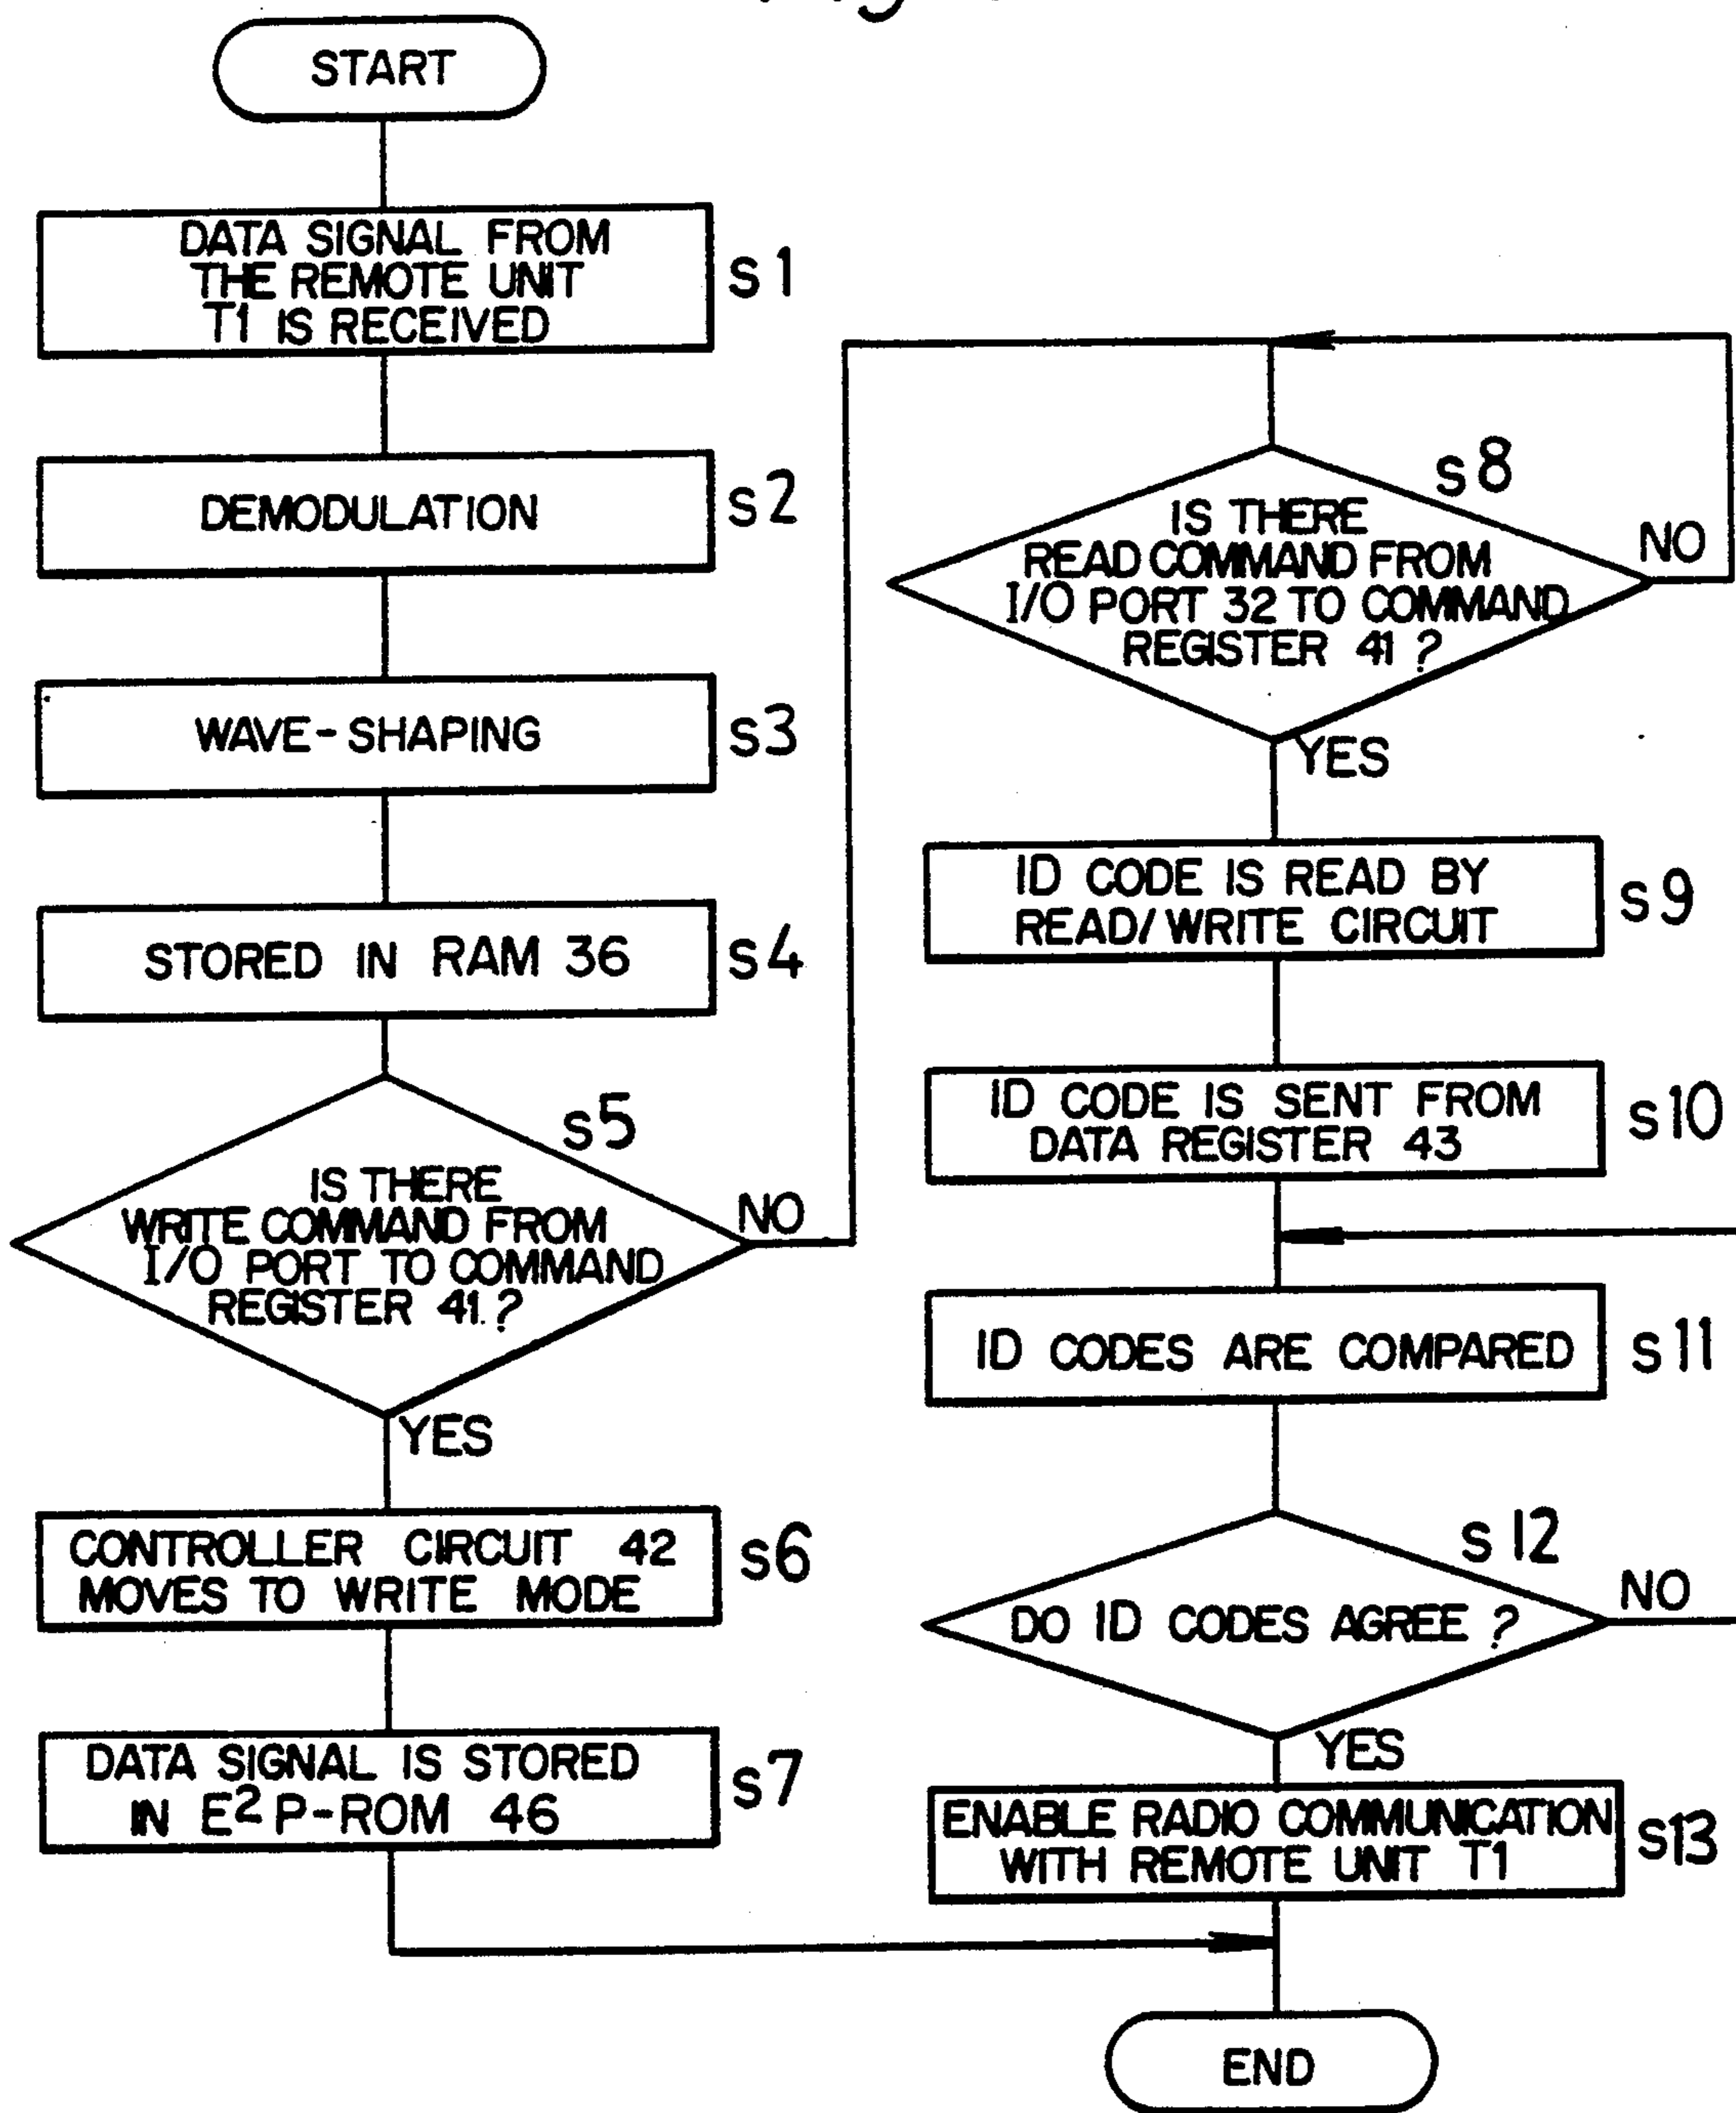 START
DATA SIGNAL FROM
THE REMOTE UNIT
T1 IS RECEIVED
s1
DEMODULATION
s2
WAVE-SHAPING
s3
STORED IN RAM 36
s4
s5
IS THERE
WRITE COMMAND FROM
I/O PORT TO COMMAND
REGISTER 41.?
NO
YES
CONTROLLER CIRCUIT 42
MOVES TO WRITE MODE
s6
DATA SIGNAL IS STORED
IN E² P-ROM 46
s7
s8
IS THERE
READ COMMAND FROM
I/O PORT 32 TO COMMAND
REGISTER 41 ?
NO
YES
ID CODE IS READ BY
READ/WRITE CIRCUIT
s9
ID CODE IS SENT FROM
DATA REGISTER 43
s10
ID CODES ARE COMPARED
s11
s12
DO ID CODES AGREE ?
NO
YES
ENABLE RADIO COMMUNICATION
WITH REMOTE UNIT T1
s13
END